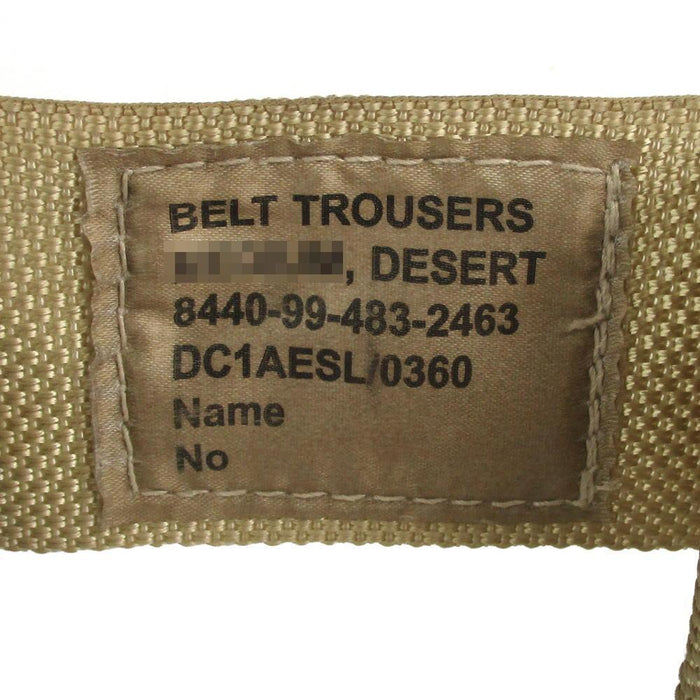 BELT TROUSERS
, DESERT
8440-99-483-2463
DC1AESL/0360
Name
No